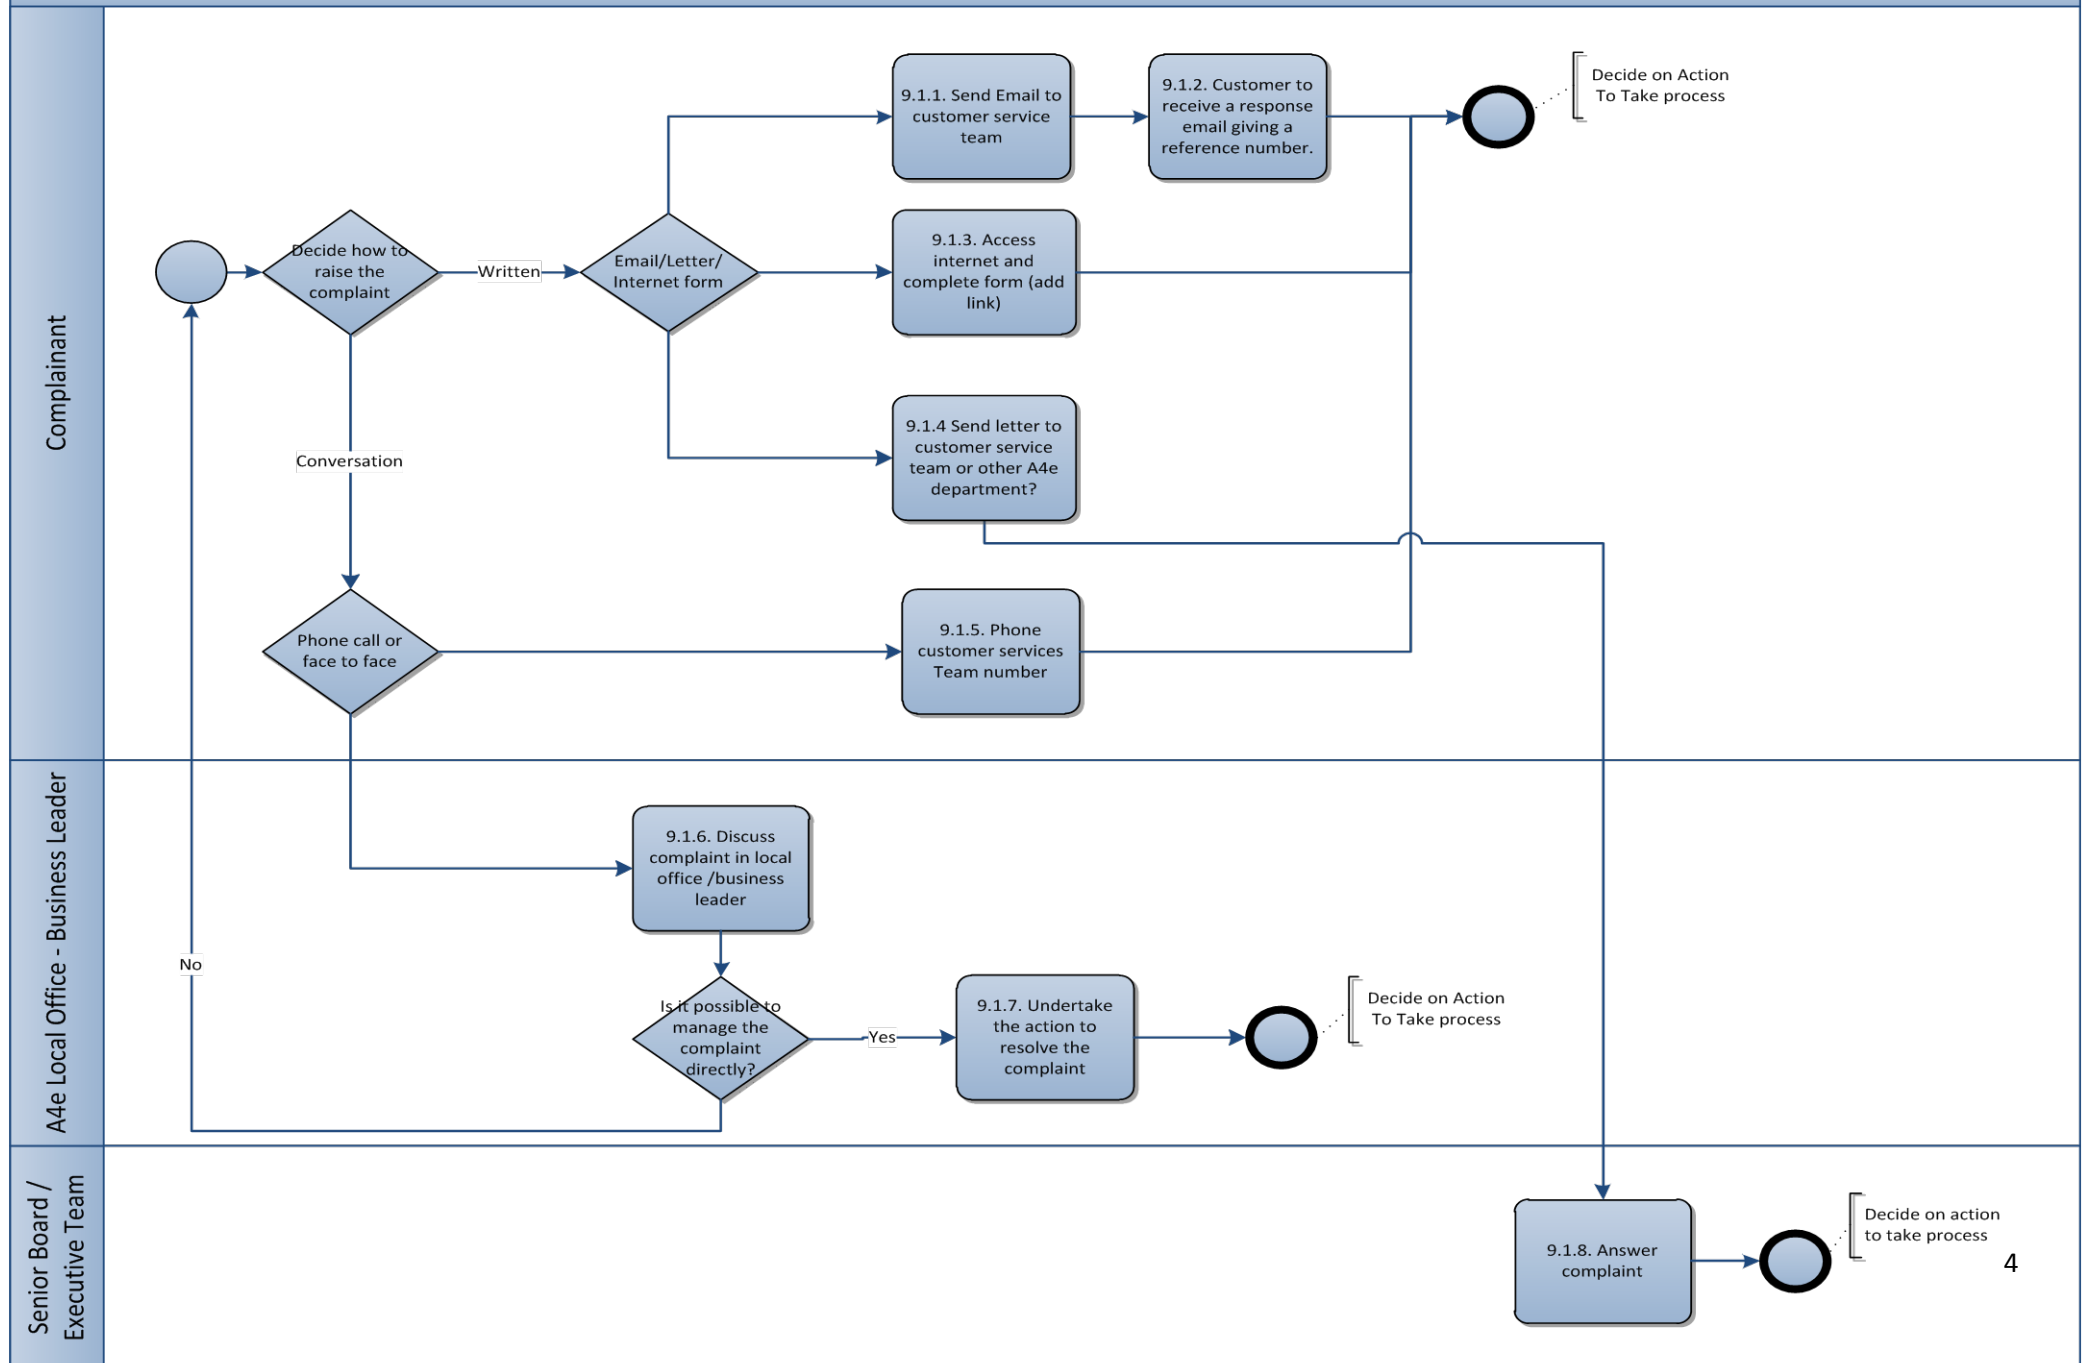 Complainant
9.1.1. Send Email to
customer service
team
9.1.2. Customer to
receive a response
email giving a
reference number.
Decide on Action
To Take process
Decide how to
raise the
complaint
Written
Email/Letter/
Internet form
9.1.3. Access
internet and
complete form (add
link)
9.1.4 Send letter to
customer service
team or other A4e
department?
Conversation
Phone call or
face to face
9.1.5. Phone
customer services
Team number
A4e Local Office - Business Leader
9.1.6. Discuss
complaint in local
office /business
leader
No
Is it possible to
manage the
complaint
directly?
Yes
9.1.7. Undertake
the action to
resolve the
complaint
Decide on Action
To Take process
Senior Board /
Executive Team
9.1.8. Answer
complaint
Decide on action
to take process
4